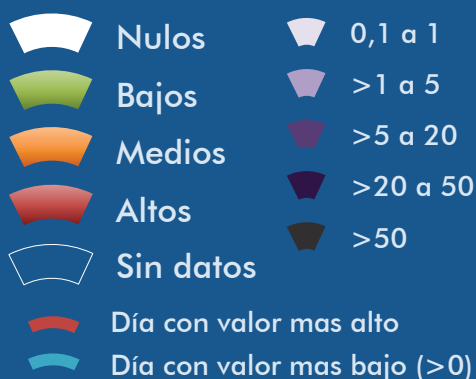 Nulos
Bajos
Medios
Altos
Sin datos
0,1 a 1
>1 a 5
>5 a 20
>20 a 50
>50
Día con valor mas alto
Día con valor mas bajo (>0)